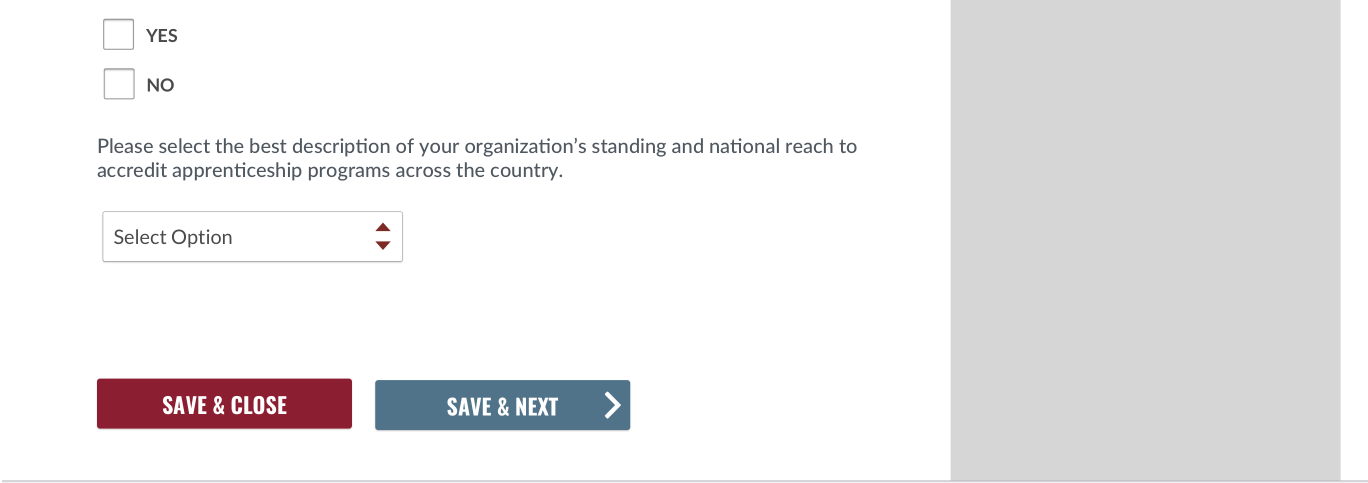 YES
NO
Please select the best description of your organization’s standing and national reach to
accredit apprenticeship programs across the country.
Select Option
SAVE & CLOSE
SAVE & NEXT